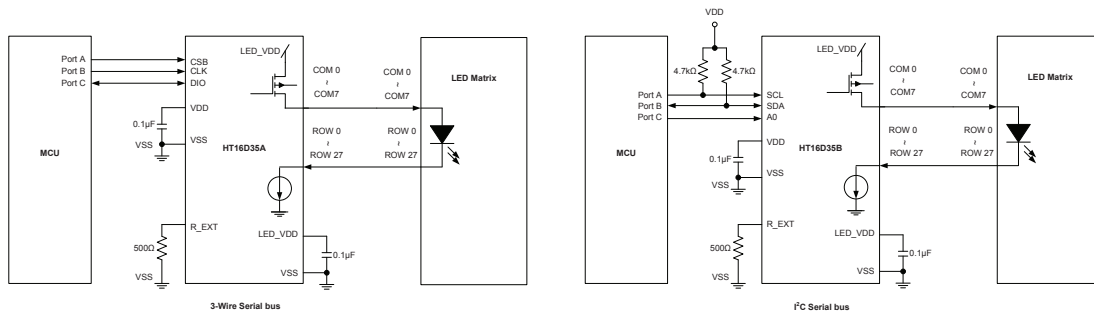 MCU
Port A
Port B
Port C
CSB
CLK
DIO
VDD
0.1µF
VSS
VSS
HT16D35A
LED_VDD
COM 0
~
COM7
COM 0
~
COM7
ROW 0
~
ROW 27
ROW 0
~
ROW 27
LED Matrix
R_EXT
500Ω
VSS
LED_VDD
0.1µF
VSS
3-Wire Serial bus
VDD
4.7kΩ
4.7kΩ
MCU
Port A
Port B
Port C
SCL
SDA
A0
VDD
0.1µF
VSS
VSS
HT16D35B
LED_VDD
COM 0
~
COM7
COM 0
~
COM7
ROW 0
~
ROW 27
ROW 0
~
ROW 27
LED Matrix
R_EXT
500Ω
VSS
LED_VDD
0.1µF
VSS
I²C Serial bus